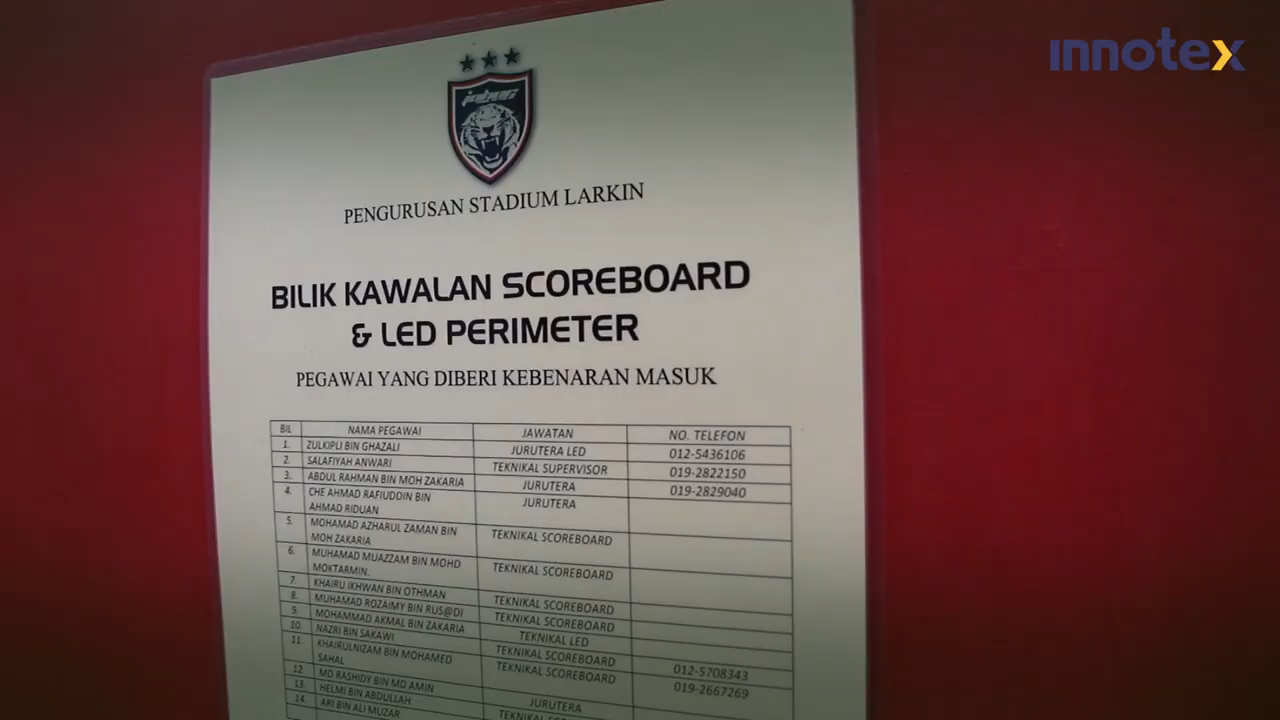 innotex
JOHOR
PENGURUSAN STADIUM LARKIN
BILIK KAWALAN SCOREBOARD
& LED PERIMETER
PEGAWAI YANG DIBERI KEBENARAN MASUK
BIL NAMA PEGAWAI JAWATAN NO. TELEFON
1. ZULKIPLI BIN GHAZALI JURUTERA LED 012-5436106
2. SALAFIYAH ANWARI TEKNIKAL SUPERVISOR 019-2822150
3. ABDUL RAHMAN BIN MOH ZAKARIA JURUTERA 019-2829040
4. CHE AHMAD RAFIUDDIN BIN JURUTERA
AHMAD RIDUAN
5. MOHAMAD AZHARUL ZAMAN BIN TEKNIKAL SCOREBOARD
MOH ZAKARIA
6. MUHAMAD MUAZZAM BIN MOHD TEKNIKAL SCOREBOARD
MOKTARMIN.
7. KHAIRU IKHWAN BIN OTHMAN TEKNIKAL SCOREBOARD
8. MUHAMAD ROZAIMY BIN RUS@DI TEKNIKAL SCOREBOARD
9. MOHAMMAD AKMAL BIN ZAKARIA TEKNIKAL LED
10. NAZRI BIN SAKAWI TEKNIKAL SCOREBOARD 012-5708343
11. KHAIRULNIZAM BIN MOHAMED TEKNIKAL SCOREBOARD 019-2667269
SAHAL
12. MD RASHIDY BIN MD AMIN JURUTERA
13. HELMI BIN ABDULLAH
14. ARI BIN ALI MUZAR